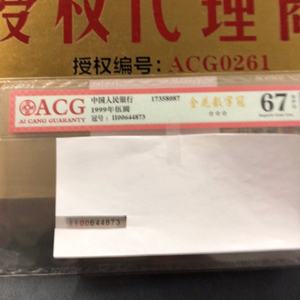 授权代理商
授权编号：ACG0261
ACG
AI CANG GUARANTY
中国人民银行 17358087
1999年伍圆
冠号：II00644873
67
II00644873